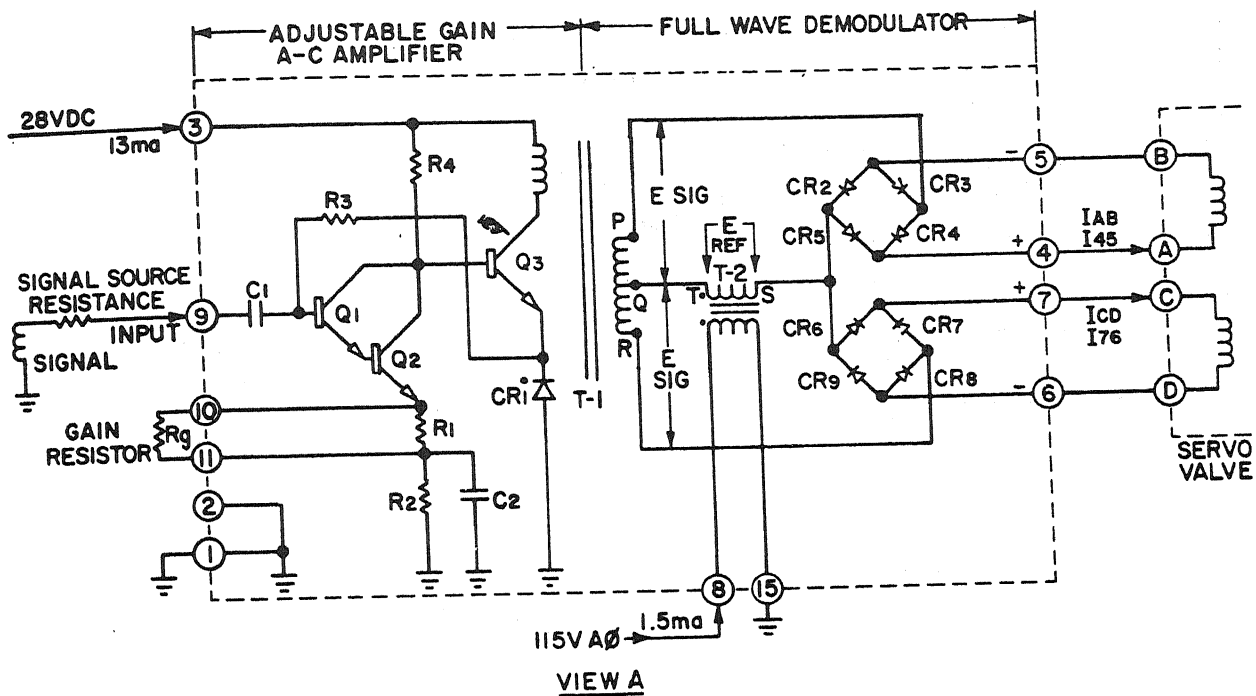 ADJUSTABLE GAIN
A-C AMPLIFIER
FULL WAVE DEMODULATOR
28VDC
13ma
3
R4
R3
Q3
SIGNAL SOURCE
RESISTANCE
INPUT
9
C1
Q1
Q2
SIGNAL
CR1
T-1
10
Rg
GAIN
RESISTOR
11
R1
R2
C2
2
1
P
Q
R
E SIG
E
SIG
E
REF
T-2
T
S
CR2
CR3
CR5
CR4
CR6
CR7
CR9
CR8
-
5
B
+
4
IAB
I45
A
+
7
ICD
I76
C
-
6
D
SERVO
VALVE
8
15
115V AØ
1.5ma
VIEW A